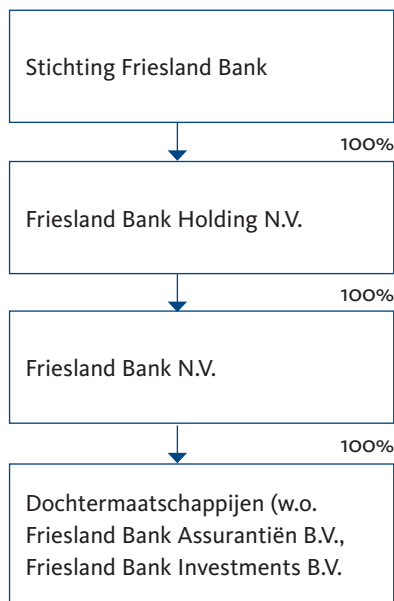 Stichting Friesland Bank
100%
Friesland Bank Holding N.V.
100%
Friesland Bank N.V.
100%
Dochtermaatschappijen (w.o.
Friesland Bank Assurantiën B.V.,
Friesland Bank Investments B.V.